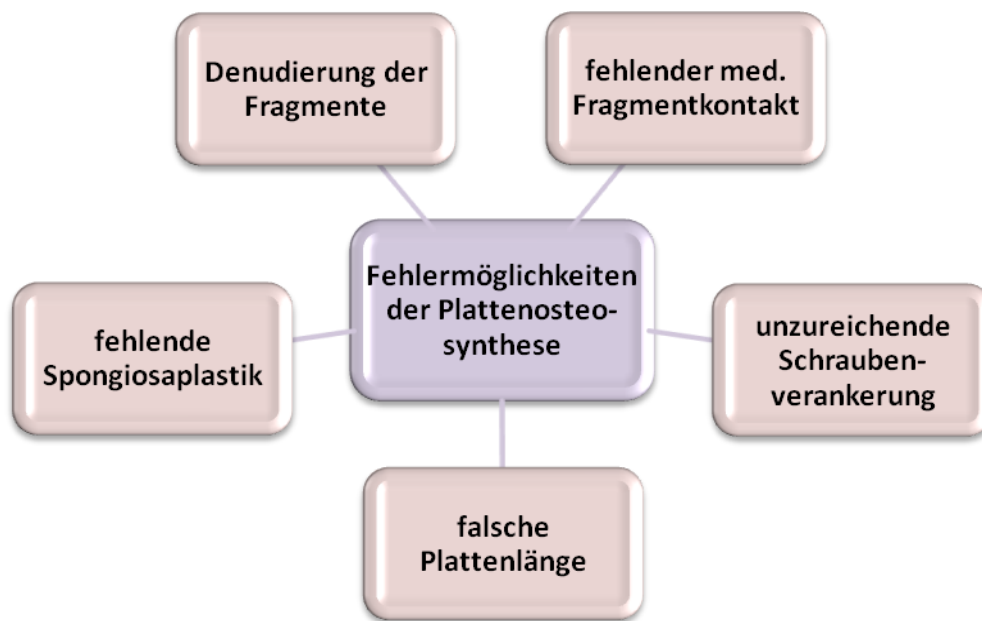 Denudierung der
Fragmente
fehlender med.
Fragmentkontakt
Fehlermöglichkeiten
der Plattenosteo-
synthese
fehlende
Spongiosaplastik
unzureichende
Schrauben-
verankerung
falsche
Plattenlänge